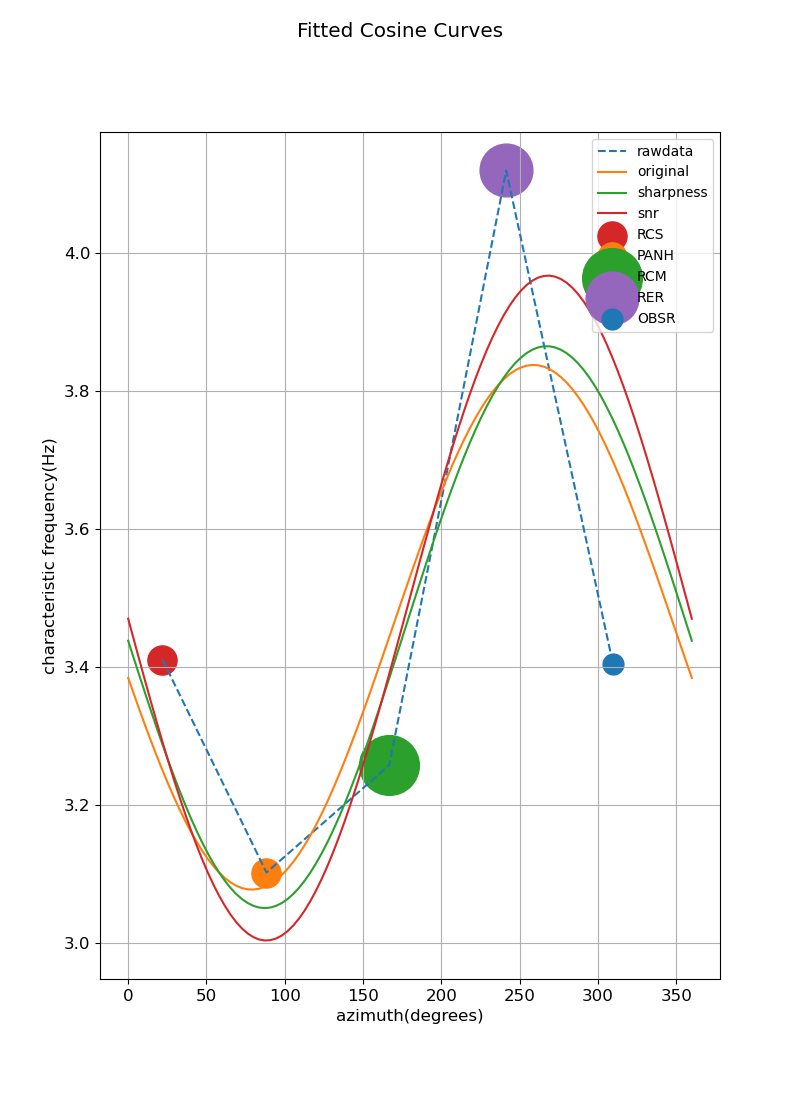 Fitted Cosine Curves
rawdata
original
sharpness
snr
RCS
PANH
RCM
RER
OBSR
4.0
3.8
3.6
3.4
3.2
3.0
characteristic frequency(Hz)
0 50 100 150 200 250 300 350
azimuth(degrees)